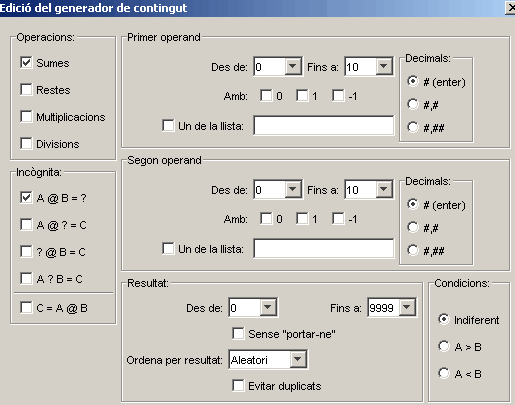 Edició del generador de contingut
Operacions:
Sumes
Restes
Multiplicacions
Divisions
Incògnita:
A @ B = ?
A @ ? = C
? @ B = C
A ? B = C
C = A @ B
Primer operand
Des de: 0 Fins a: 10
Amb: 0 1 -1
Un de la llista:
Decimals:
# (enter)
#,#
#,##
Segon operand
Des de: 0 Fins a: 10
Amb: 0 1 -1
Un de la llista:
Decimals:
# (enter)
#,#
#,##
Resultat:
Des de: 0 Fins a: 9999
Sense "portar-ne"
Ordena per resultat: Aleatori
Evitar duplicats
Condicions:
Indiferent
A > B
A < B